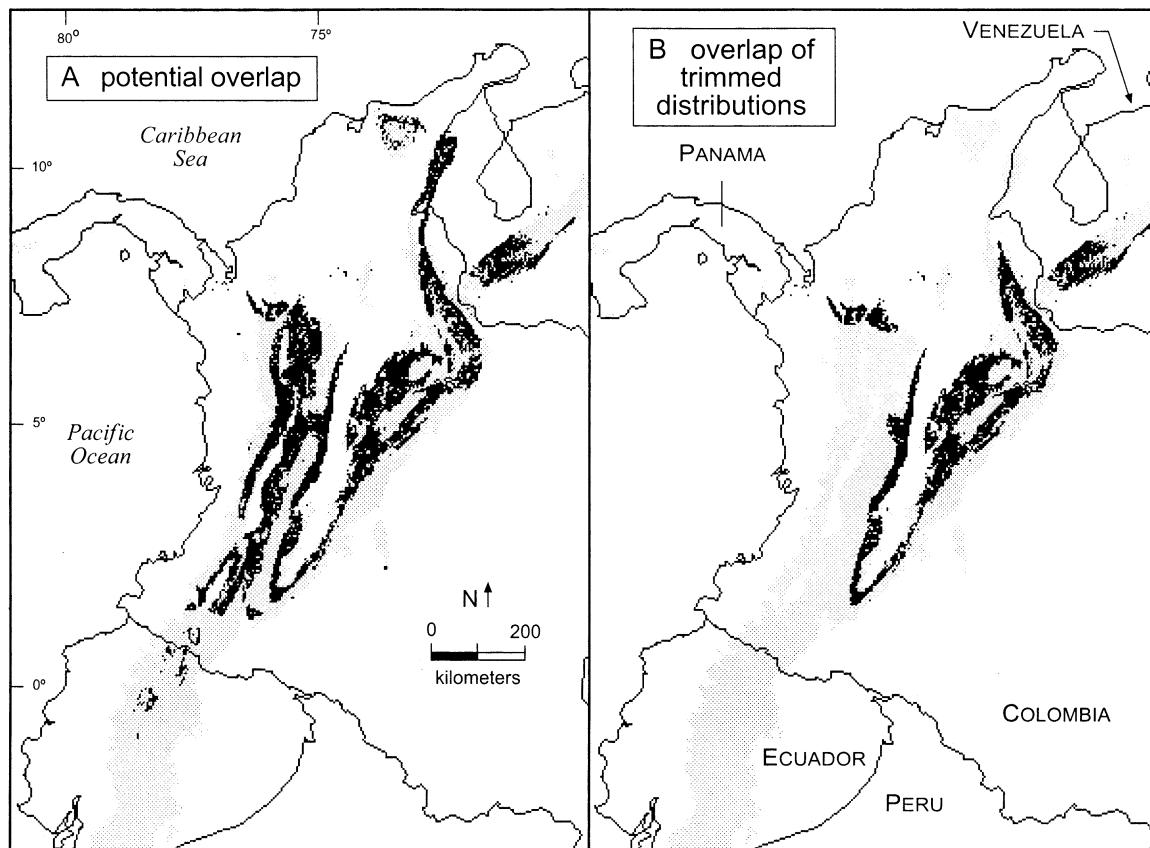 80°
75°
A potential overlap
Caribbean
Sea
10°
5°
Pacific
Ocean
N
0
200
kilometers
0°
B overlap of
trimmed
distributions
VENEZUELA
PANAMA
COLOMBIA
ECUADOR
PERU